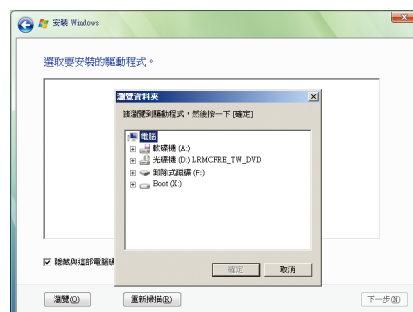 安裝 Windows
選取要安裝的驅動程式。
瀏覽資料夾
請瀏覽到驅動程式，然後按一下 [確定]
電腦
軟碟機 (A:)
光碟機 (D:) LRMCFRE_TW_DVD
卸除式磁碟 (F:)
Boot (X:)
確定
取消
隱藏與這部電腦硬
瀏覽(O)
重新掃描(R)
下一步(N)